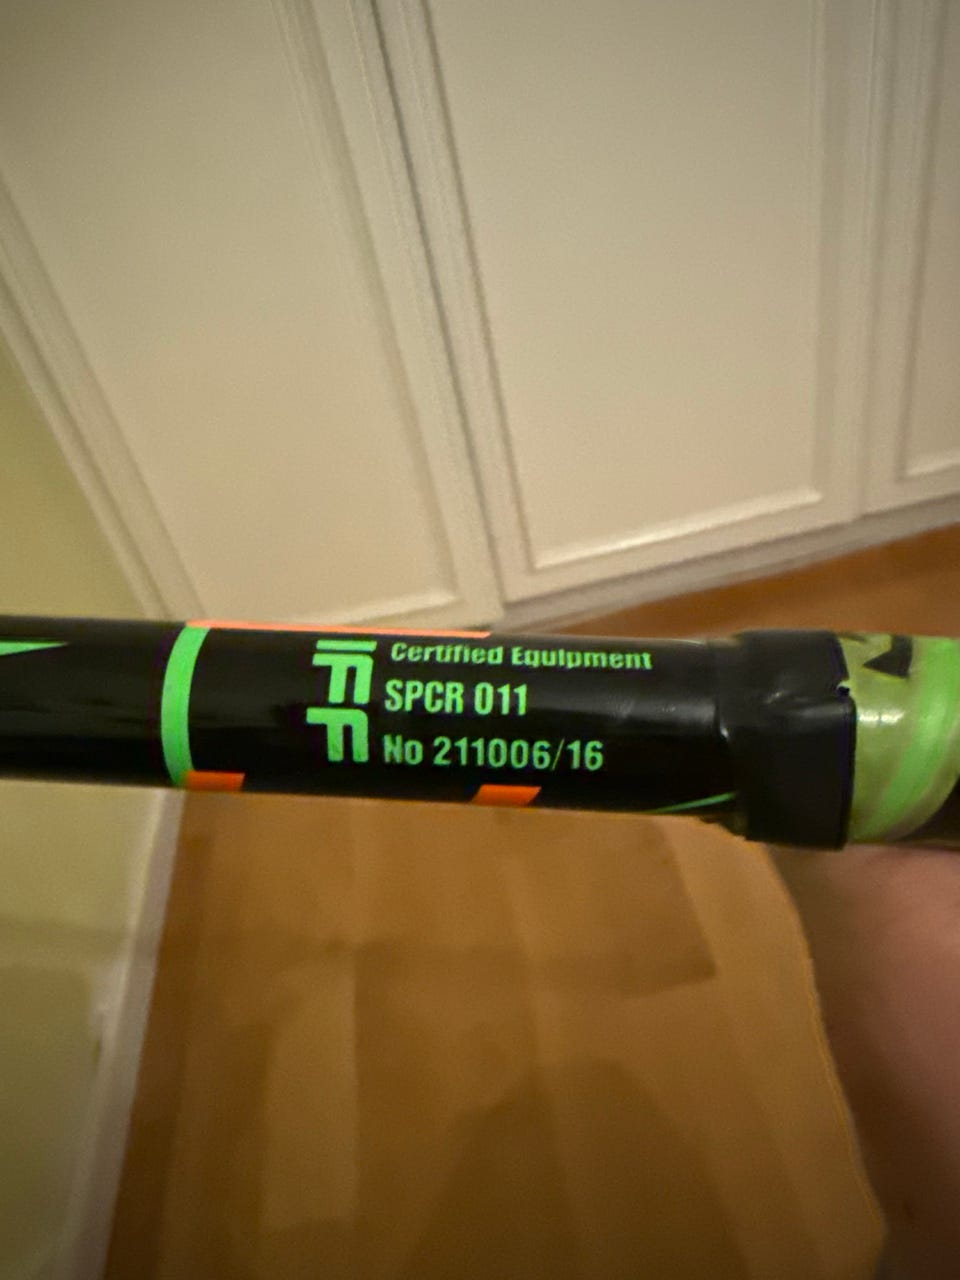 IFF
Certified Equipment
SPCR 011
No 211006/16